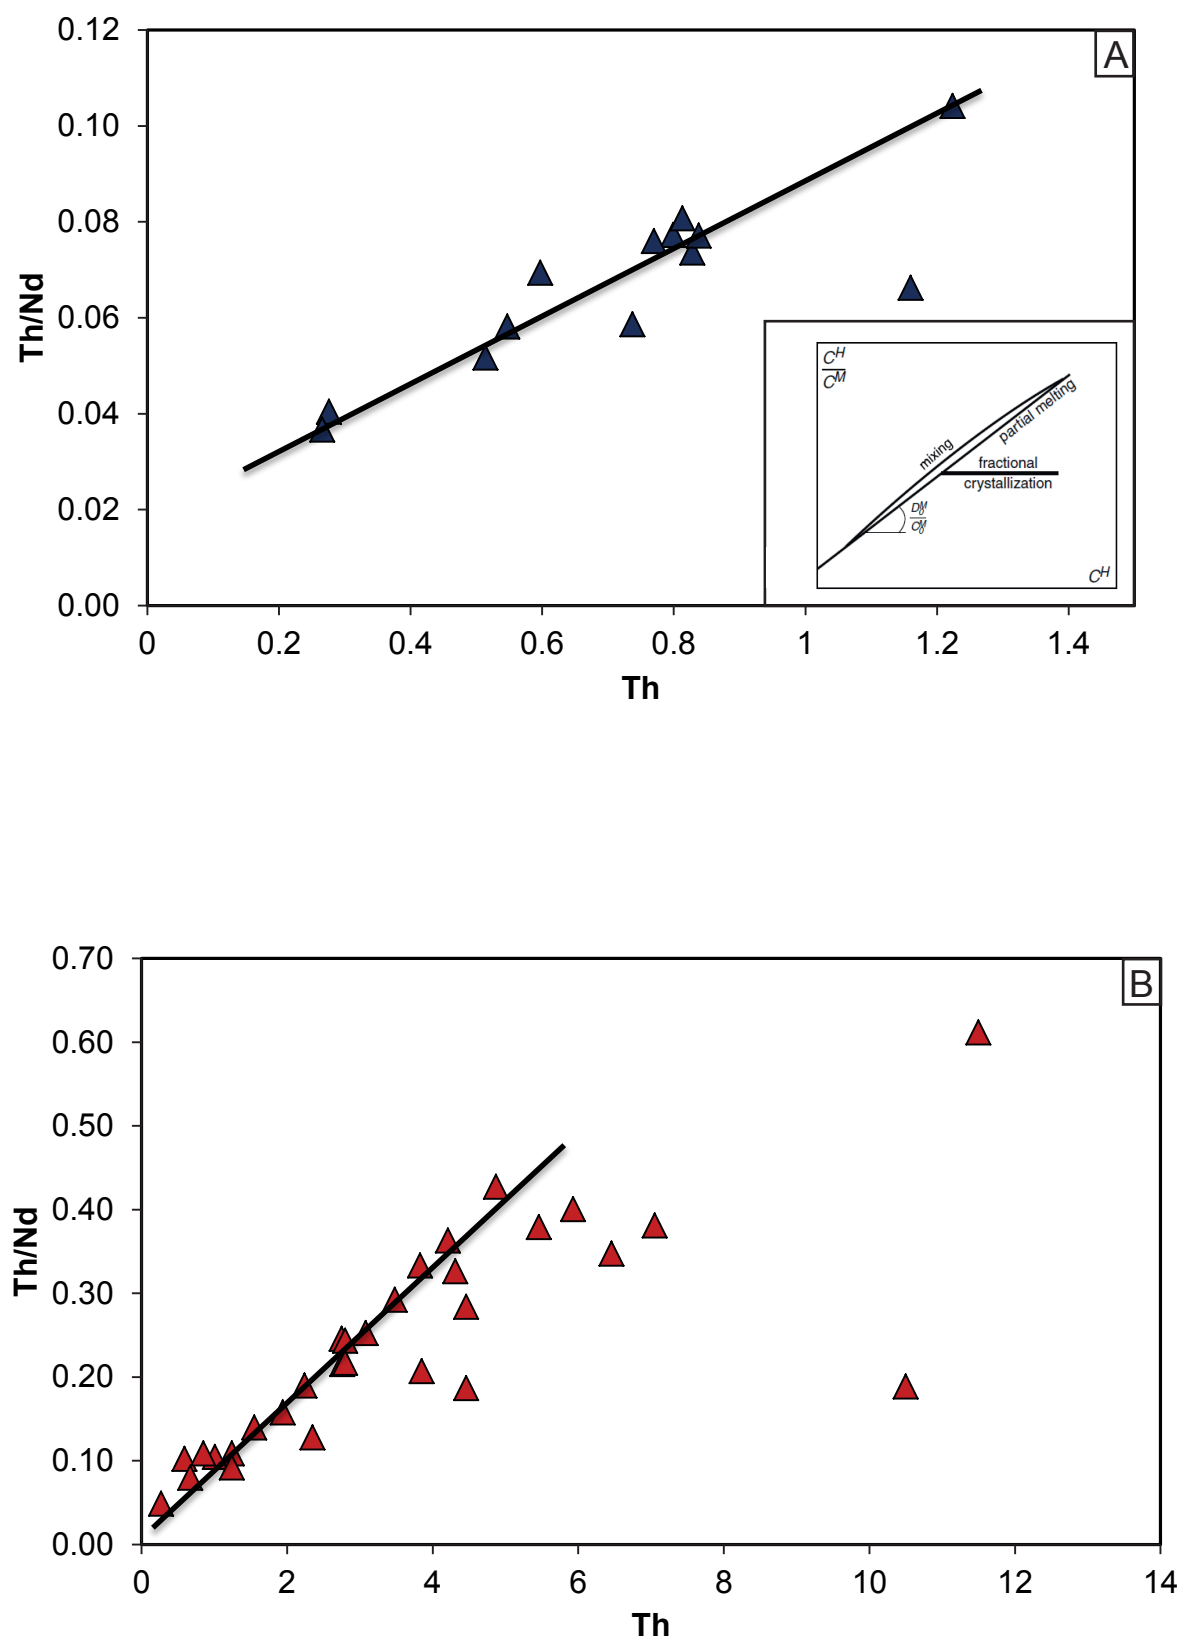 0.12
A
0.10
0.08
Th/Nd
0.06
0.04
0.02
0.00
C^H
C^M
mixing
partial melting
fractional
crystallization
D_0^M
C_0^M
C^H
0 0.2 0.4 0.6 0.8 1 1.2 1.4
Th
0.70
B
0.60
0.50
0.40
Th/Nd
0.30
0.20
0.10
0.00
0 2 4 6 8 10 12 14
Th